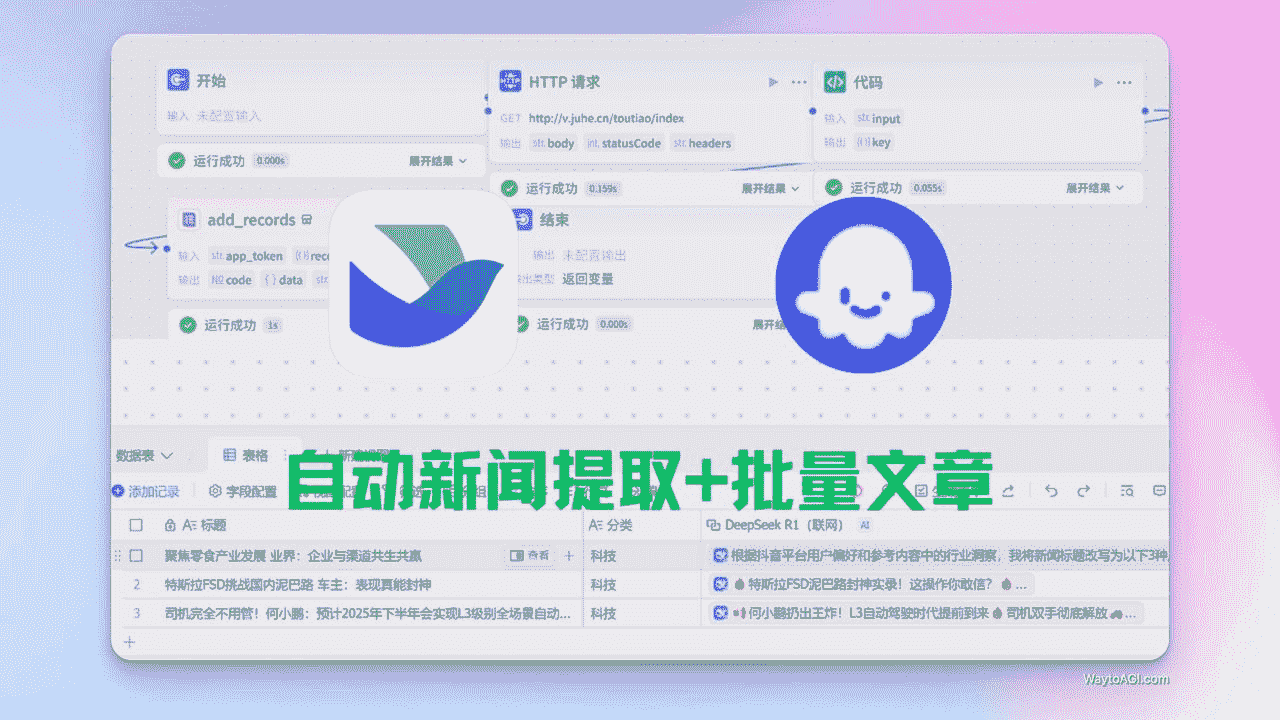 开始
HTTP 请求
代码
输入 未配置输入
GET http://v.juhe.cn/toutiao/index
输入 str. input
输出 str. body int. statusCode str. headers
输出 key
运行成功 0.000s 展开结果
运行成功 0.159s 展开结果
运行成功 0.055s 展开结果
add_records
结束
输入 str. app_token
输出 未配置输出
输出 code data str.
返回变量
运行成功 1s
运行成功 0.000s
自动新闻提取+批量文章
数据表 表格
添加记录 字段配置
标题 分类 DeepSeek R1（联网） AI
聚焦零食产业发展 业界：企业与渠道共生共赢 查看 + 科技 根据抖音平台用户偏好和参考内容中的行业洞察，我将新闻标题改写为以下3种
2 特斯拉FSD挑战国内泥巴路 车主：表现真能封神 科技 特斯拉FSD泥巴路封神实录！这操作你敢信？...
3 司机完全不用管！何小鹏：预计2025年下半年会实现L3级别全场景自动... 科技 何小鹏扔出王炸！L3自动驾驶时代提前到来 司机双手彻底解放 ...
+
WaytoAGI.com